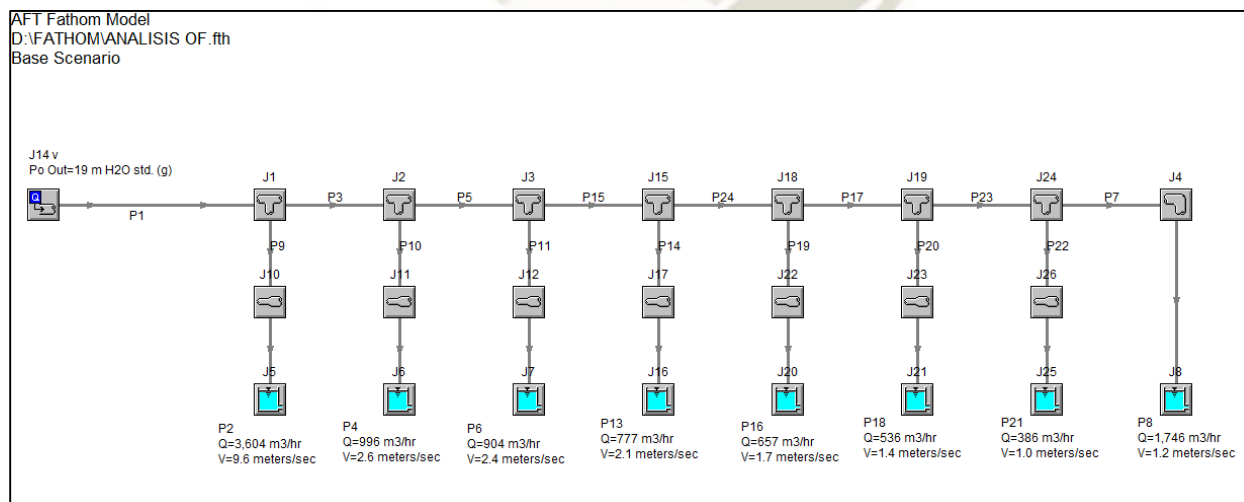 AFT Fathom Model
D:\FATHOM\ANALISIS OF.fth
Base Scenario
J14 v
Po Out=19 m H2O std. (g)
J1
J2
J3
J15
J18
J19
J24
J4
Q
P1
P3
P5
P15
P24
P17
P23
P7
P9
P10
P11
P14
P19
P20
P22
J10
J11
J12
J17
J22
J23
J26
J5
J6
J7
J16
J20
J21
J25
J8
P2
Q=3,604 m3/hr
V=9.6 meters/sec
P4
Q=996 m3/hr
V=2.6 meters/sec
P6
Q=904 m3/hr
V=2.4 meters/sec
P13
Q=777 m3/hr
V=2.1 meters/sec
P16
Q=657 m3/hr
V=1.7 meters/sec
P18
Q=536 m3/hr
V=1.4 meters/sec
P21
Q=386 m3/hr
V=1.0 meters/sec
P8
Q=1,746 m3/hr
V=1.2 meters/sec